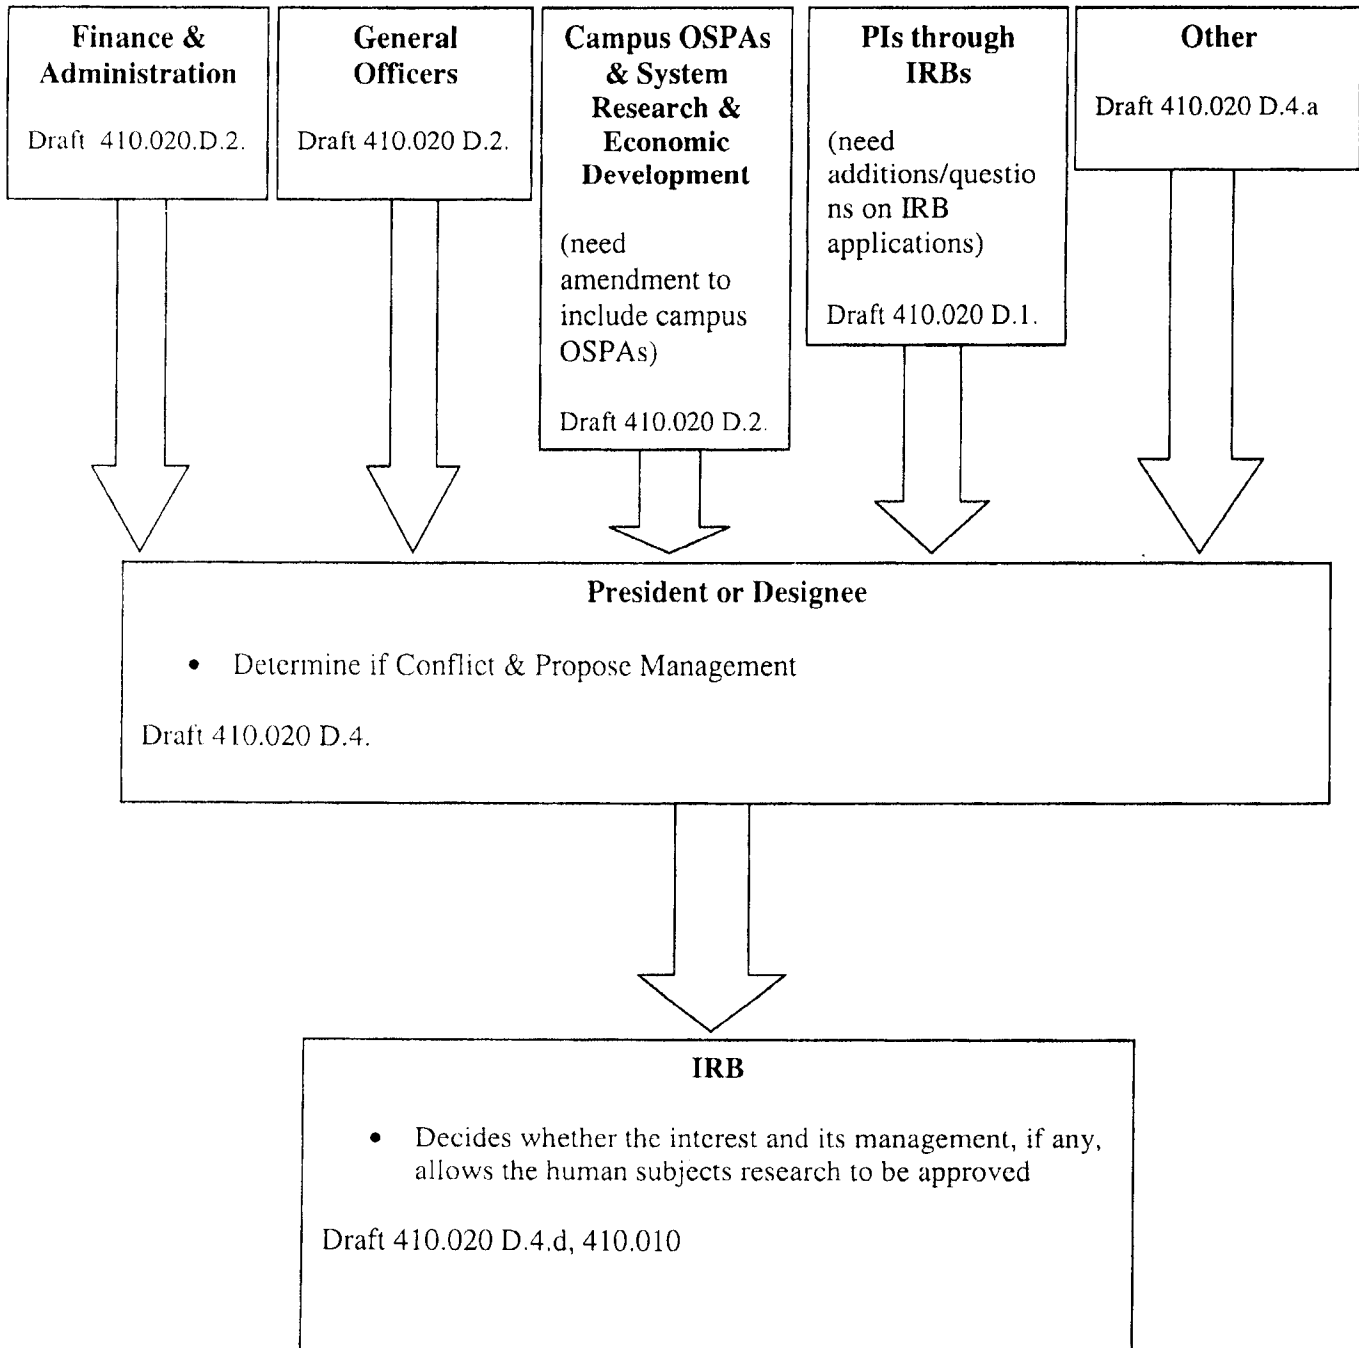 Finance &
Administration
Draft 410.020.D.2.
General
Officers
Draft 410.020 D.2.
Campus OSPAs
& System
Research &
Economic
Development
(need
amendment to
include campus
OSPAs)
Draft 410.020 D.2.
PIs through
IRBs
(need
additions/questio
ns on IRB
applications)
Draft 410.020 D.1.
Other
Draft 410.020 D.4.a
President or Designee
• Determine if Conflict & Propose Management
Draft 410.020 D.4.
IRB
• Decides whether the interest and its management, if any,
allows the human subjects research to be approved
Draft 410.020 D.4.d, 410.010